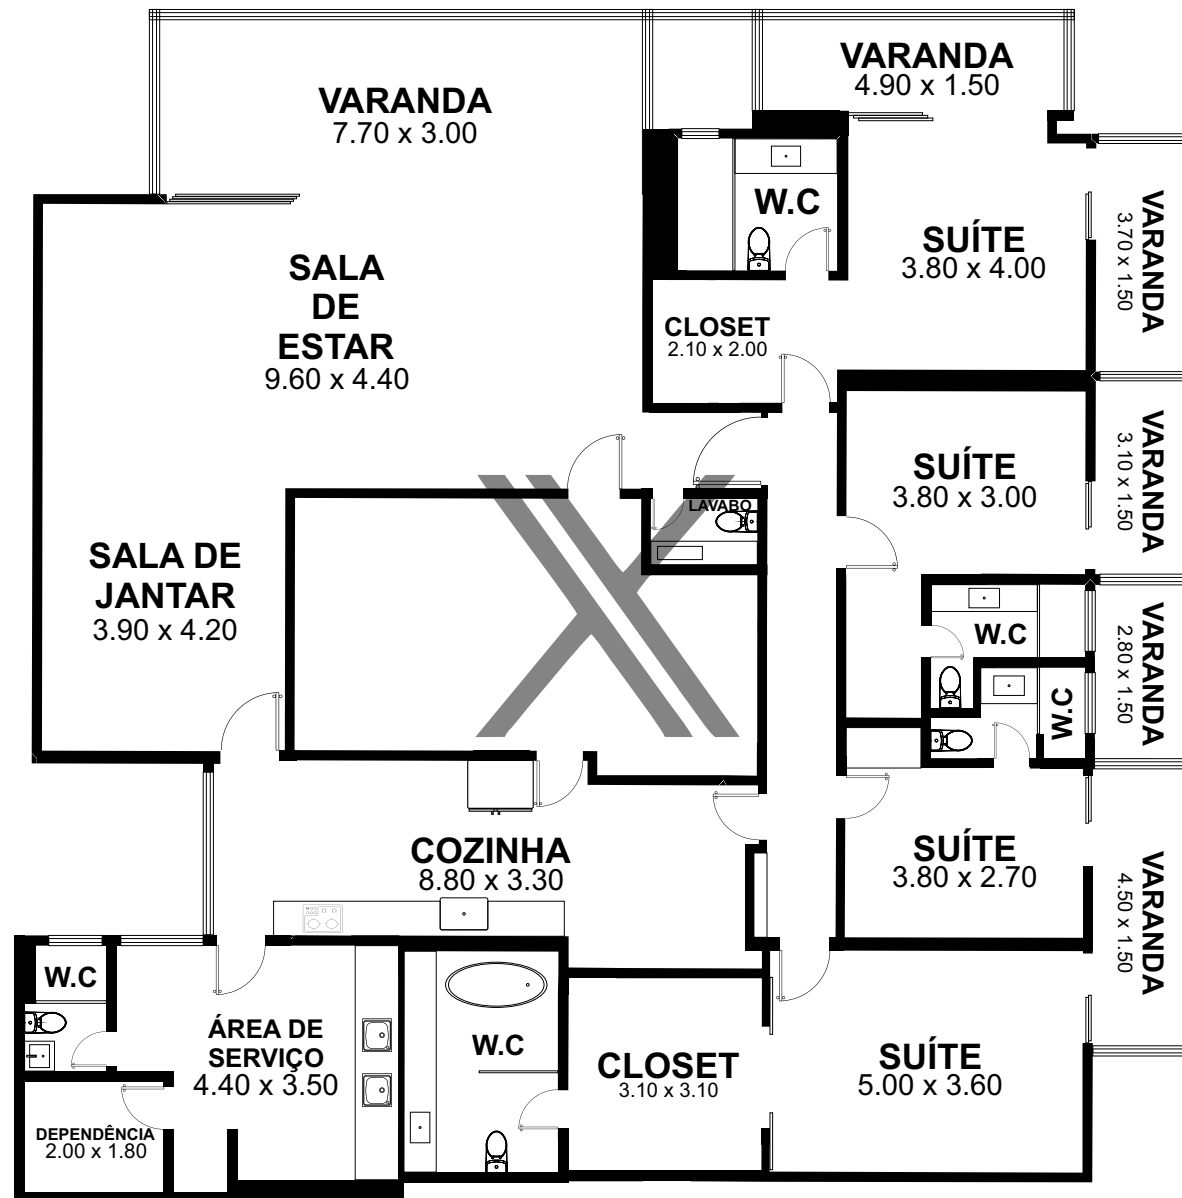 VARANDA
7.70 x 3.00
VARANDA
4.90 x 1.50
W.C
SUÍTE
3.80 x 4.00
VARANDA
3.70 x 1.50
SALA
DE
ESTAR
9.60 x 4.40
CLOSET
2.10 x 2.00
SUÍTE
3.80 x 3.00
VARANDA
3.10 x 1.50
LAVABO
SALA DE
JANTAR
3.90 x 4.20
W.C
VARANDA
2.80 x 1.50
W.C
COZINHA
8.80 x 3.30
SUÍTE
3.80 x 2.70
VARANDA
4.50 x 1.50
W.C
ÁREA DE
SERVIÇO
4.40 x 3.50
W.C
CLOSET
3.10 x 3.10
SUÍTE
5.00 x 3.60
DEPENDÊNCIA
2.00 x 1.80